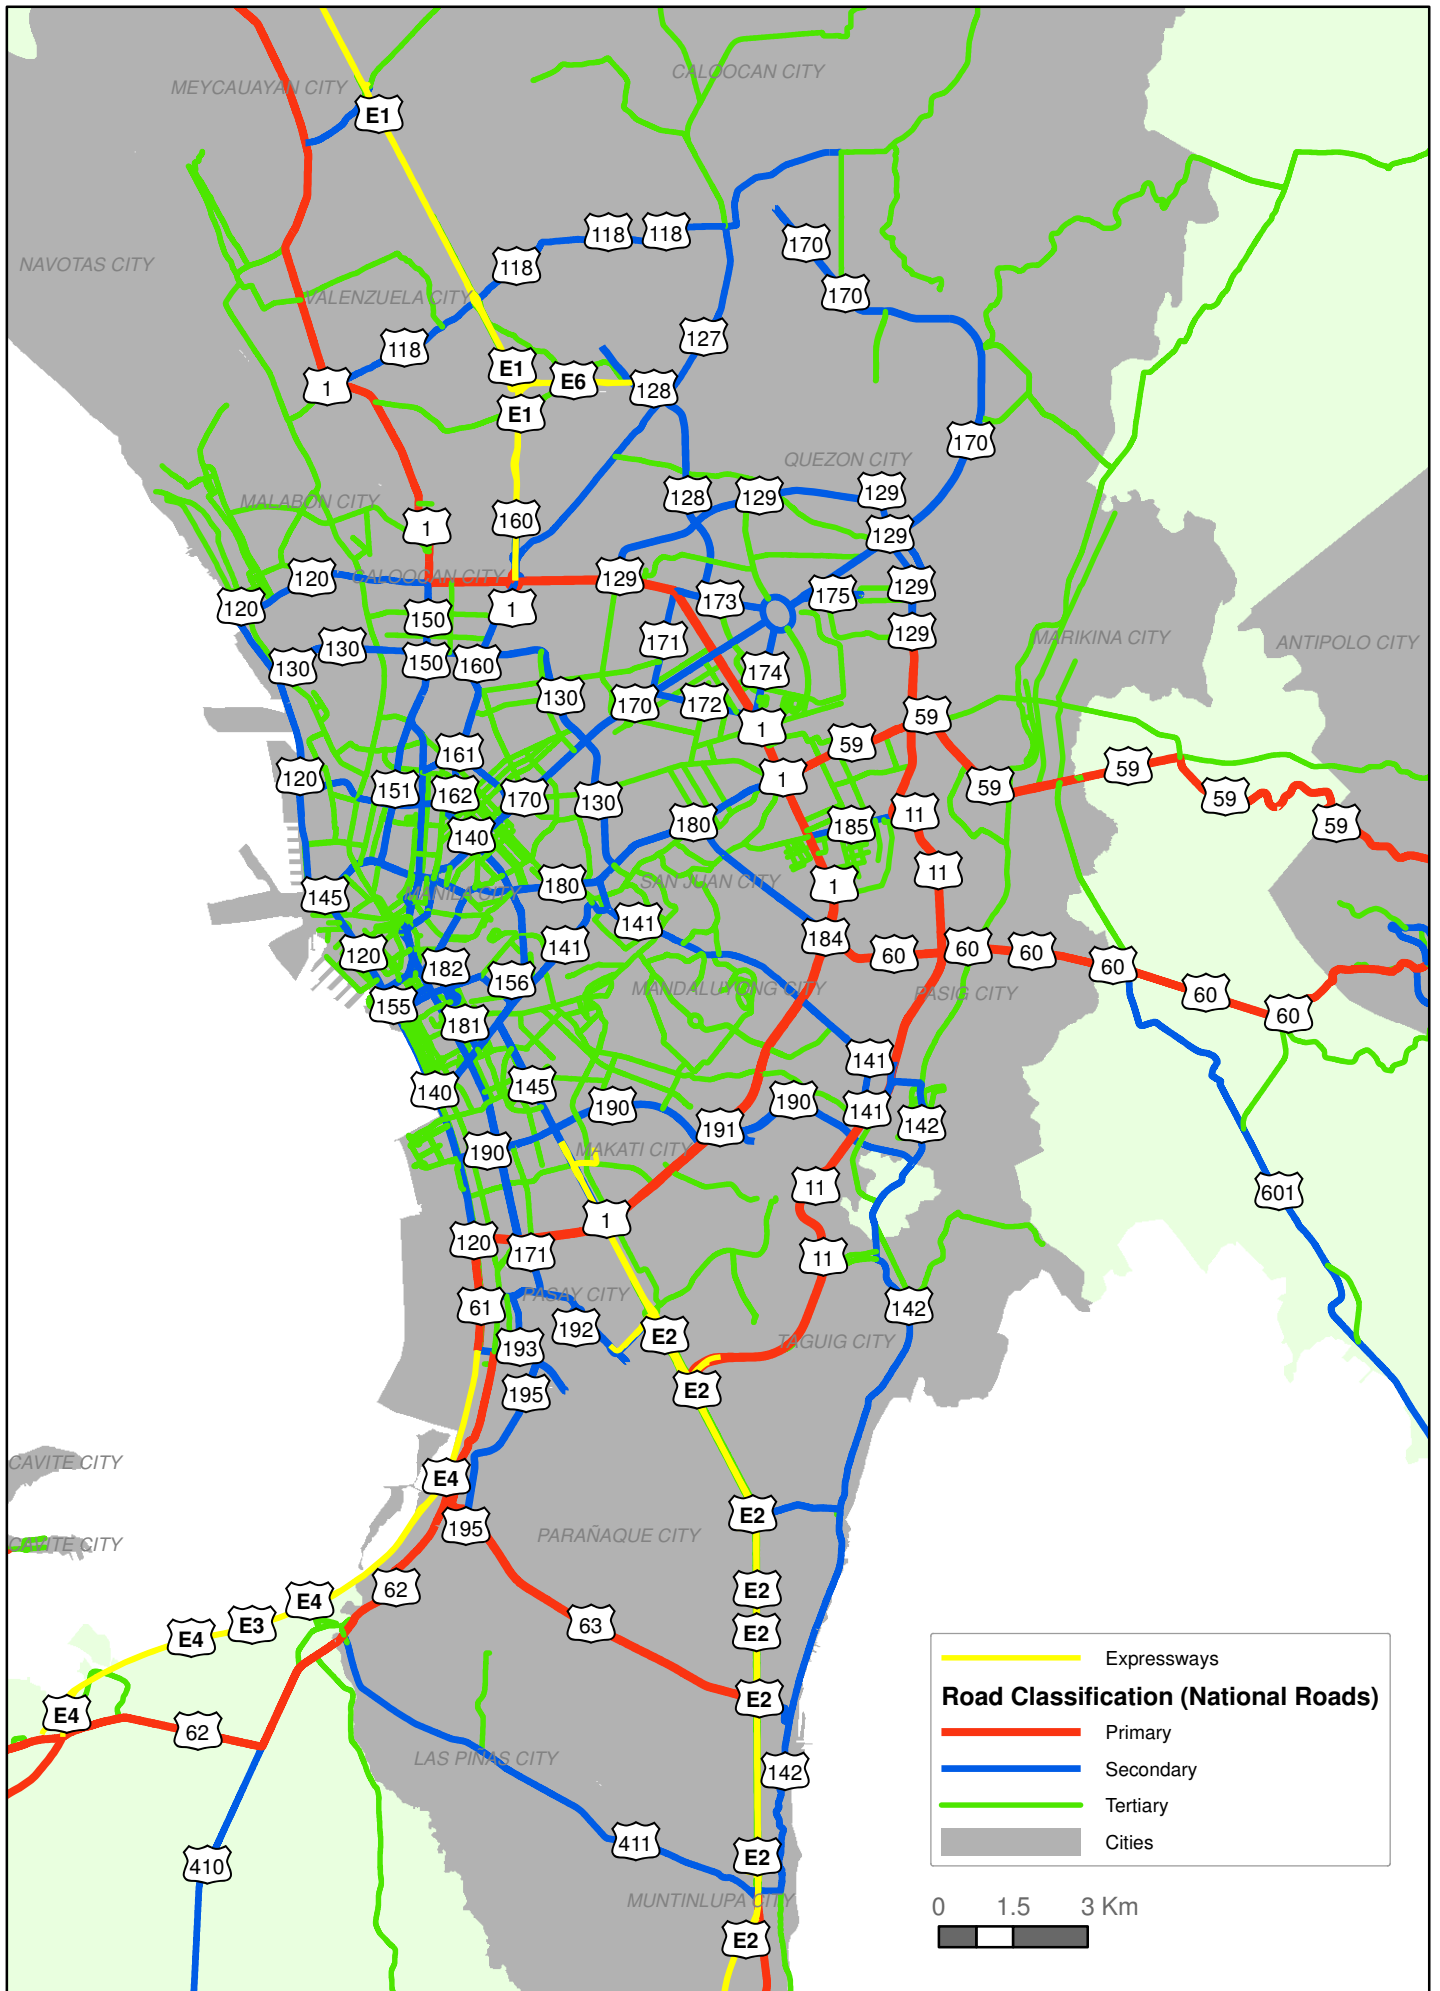 CALOOCAN CITY
MEYCAUAYAN CITY
E1
118
118
170
118
NAVOTAS CITY
170
VALENZUELA CITY
127
118
E1
E6
1
128
E1
170
QUEZON CITY
129
128
129
MALABON CITY
160
1
129
CALOOCAN CITY
120
129
129
175
173
120
1
150
129
171
MARIKINA CITY
ANTIPOLO CITY
130
150
160
130
174
130
170
172
59
1
59
161
59
120
1
59
151
162
170
130
59
11
59
180
185
140
11
SAN JUAN CITY
180
1
MANILA CITY
145
141
184
141
60
60
60
120
60
182
156
MANDALUYONG CITY
PASIG CITY
60
155
60
181
141
145
140
190
190
141
142
191
MAKATI CITY
190
11
601
1
120
171
11
PASAY CITY
61
142
192
E2
TAGUIG CITY
193
E2
195
CAVITE CITY
E4
E2
195
PARAÑAQUE CITY
CAVITE CITY
62
E2
E4
E3
63
E2
E4
E2
E4
62
LAS PIÑAS CITY
142
411
E2
410
MUNTINLUPA CITY
E2
Expressways
Road Classification (National Roads)
Primary
Secondary
Tertiary
Cities
0 1.5 3 Km